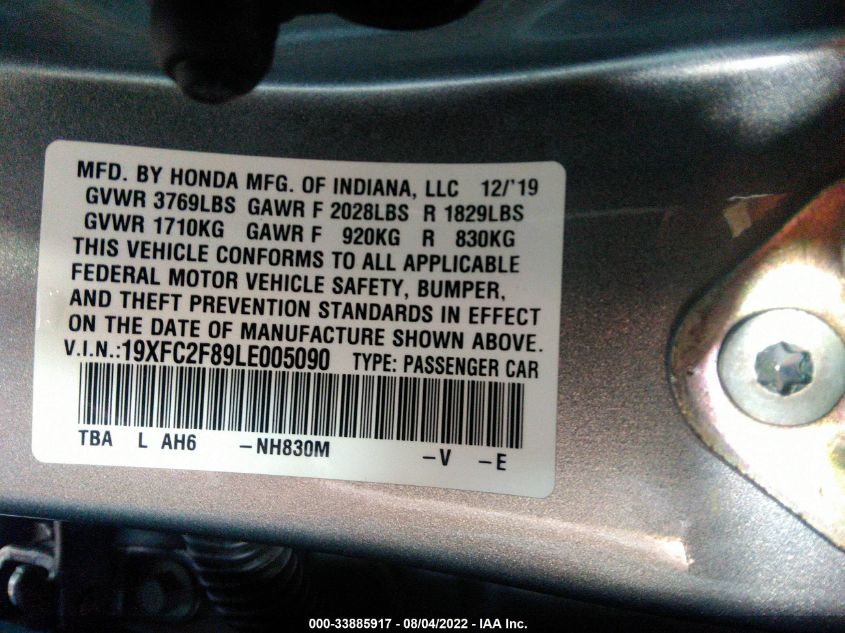 MFD. BY HONDA MFG. OF INDIANA, LLC 12/'19
GVWR 3769LBS GAWR F 2028LBS R 1829LBS
GVWR 1710KG GAWR F 920KG R 830KG
THIS VEHICLE CONFORMS TO ALL APPLICABLE
FEDERAL MOTOR VEHICLE SAFETY, BUMPER,
AND THEFT PREVENTION STANDARDS IN EFFECT
ON THE DATE OF MANUFACTURE SHOWN ABOVE.
V.I.N.:19XFC2F89LE005090 TYPE: PASSENGER CAR
TBA L AH6 –NH830M –V –E
000-33885917 - 08/04/2022 - IAA Inc.